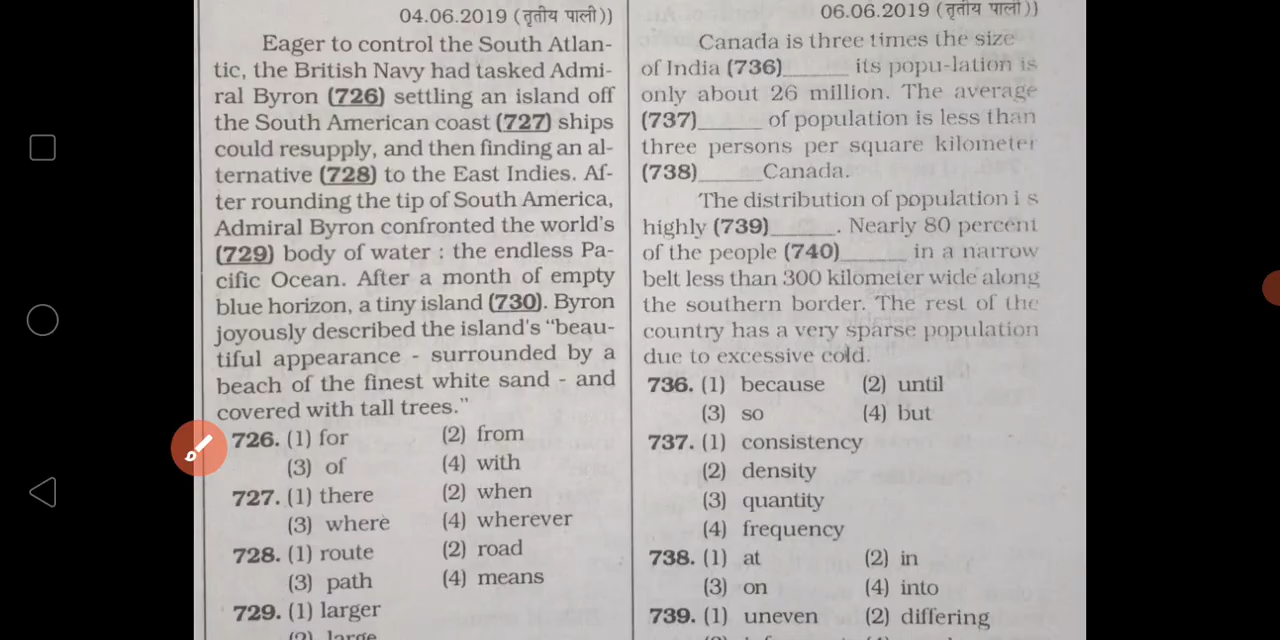 04.06.2019 (तृतीय पाली))
Eager to control the South Atlan-
tic, the British Navy had tasked Admi-
ral Byron (726) settling an island off
the South American coast (727) ships
could resupply, and then finding an al-
ternative (728) to the East Indies. Af-
ter rounding the tip of South America,
Admiral Byron confronted the world's
(729) body of water : the endless Pa-
cific Ocean. After a month of empty
blue horizon, a tiny island (730). Byron
joyously described the island's "beau-
tiful appearance - surrounded by a
beach of the finest white sand - and
covered with tall trees."
726. (1) for (2) from
(3) of (4) with
727. (1) there (2) when
(3) where (4) wherever
728. (1) route (2) road
(3) path (4) means
729. (1) larger
(2) large
06.06.2019 (तृतीय पाली)}
Canada is three times the size
of India (736)_____ its popu-lation is
only about 26 million. The average
(737)_____ of population is less than
three persons per square kilometer
(738)_____Canada.
The distribution of population i s
highly (739)_____. Nearly 80 percent
of the people (740)_____ in a narrow
belt less than 300 kilometer wide along
the southern border. The rest of the
country has a very sparse population
due to excessive cold.
736. (1) because (2) until
(3) so (4) but
737. (1) consistency
(2) density
(3) quantity
(4) frequency
738. (1) at (2) in
(3) on (4) into
739. (1) uneven (2) differing